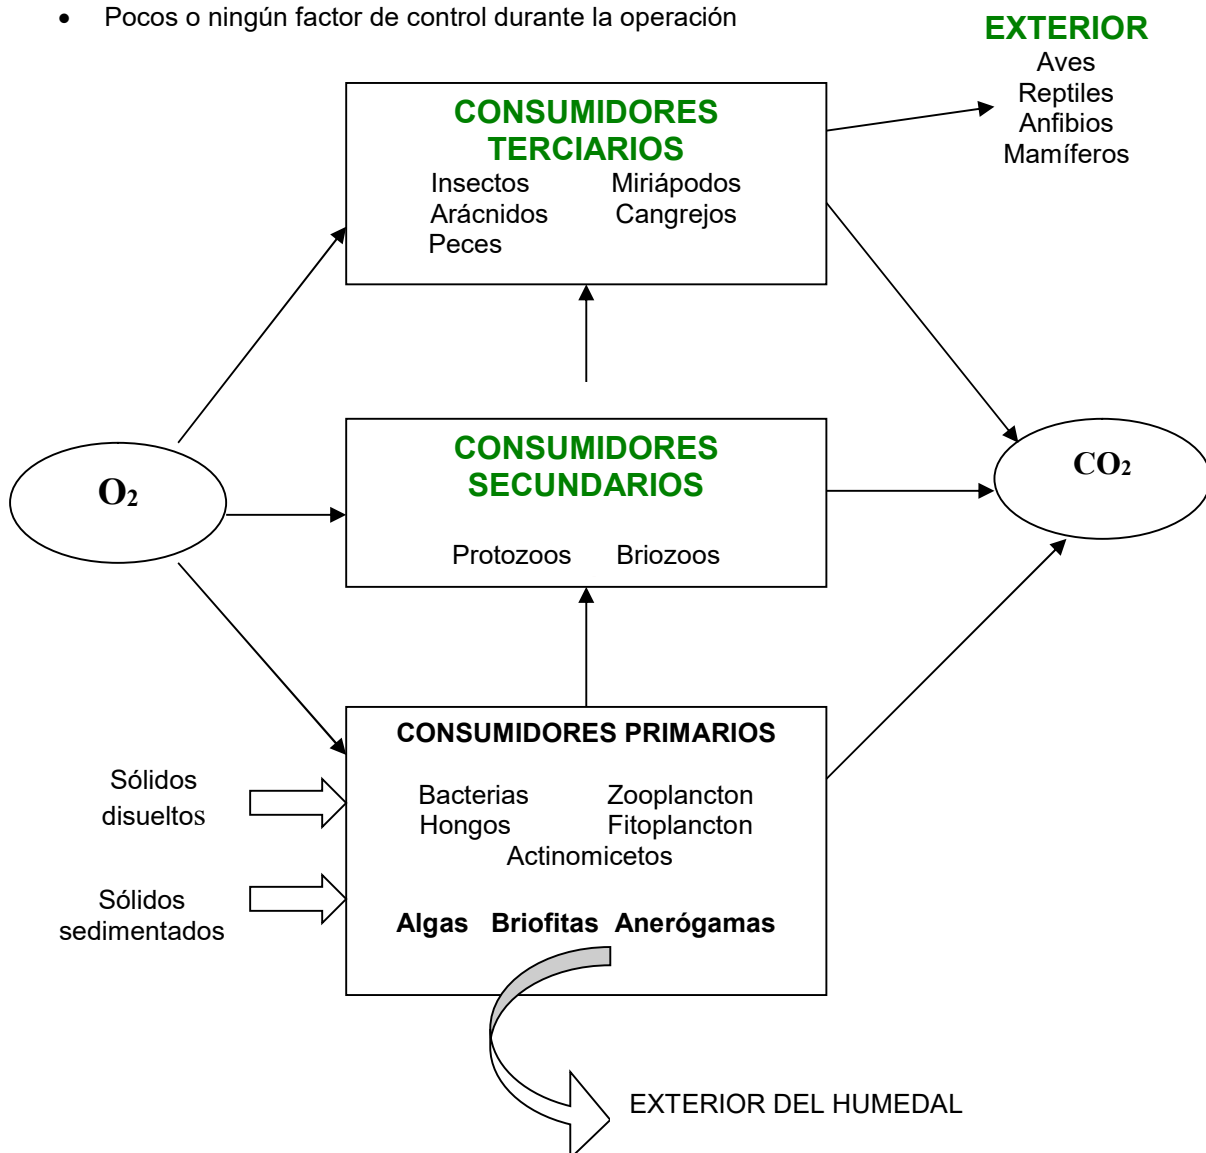 • Pocos o ningún factor de control durante la operación
EXTERIOR
Aves
Reptiles
Anfibios
Mamíferos
CONSUMIDORES
TERCIARIOS
Insectos Miriápodos
Arácnidos Cangrejos
Peces
O₂
CONSUMIDORES
SECUNDARIOS
Protozoos Briozoos
CO₂
CONSUMIDORES PRIMARIOS
Sólidos
disueltos
Bacterias Zooplancton
Hongos Fitoplancton
Actinomicetos
Sólidos
sedimentados
Algas Briofitas Anerógamas
EXTERIOR DEL HUMEDAL